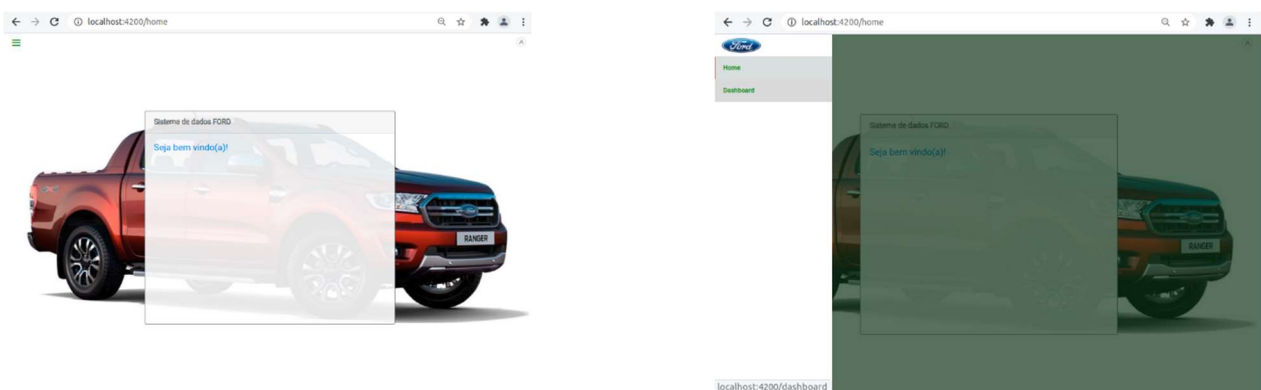 localhost:4200/home
Sistema de dados FORD
Seja bem vindo(a)!
RANGER
localhost:4200/home
Ford
Home
Dashboard
Sistema de dados FORD
Seja bem vindo(a)!
RANGER
localhost:4200/dashboard